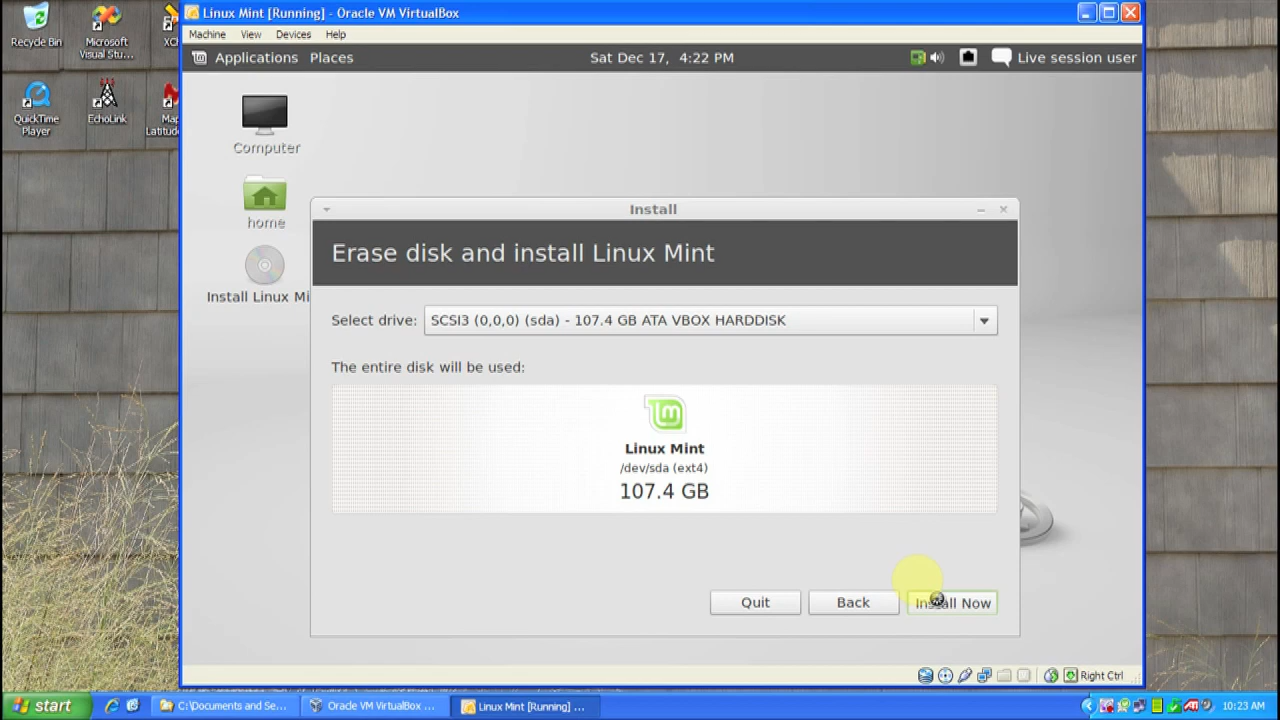 Linux Mint [Running] - Oracle VM VirtualBox
Machine View Devices Help
Applications Places Sat Dec 17, 4:22 PM Live session user
Recycle Bin
Microsoft
Visual Stu...
QuickTime
Player
EchoLink
Computer
home
Install Linux Mi
Install
Erase disk and install Linux Mint
Select drive: SCSI3 (0,0,0) (sda) - 107.4 GB ATA VBOX HARDDISK
The entire disk will be used:
Linux Mint
/dev/sda (ext4)
107.4 GB
Quit Back Install Now
Right Ctrl
start C:\Documents and Se... Oracle VM VirtualBox ... Linux Mint [Running] ... 10:23 AM